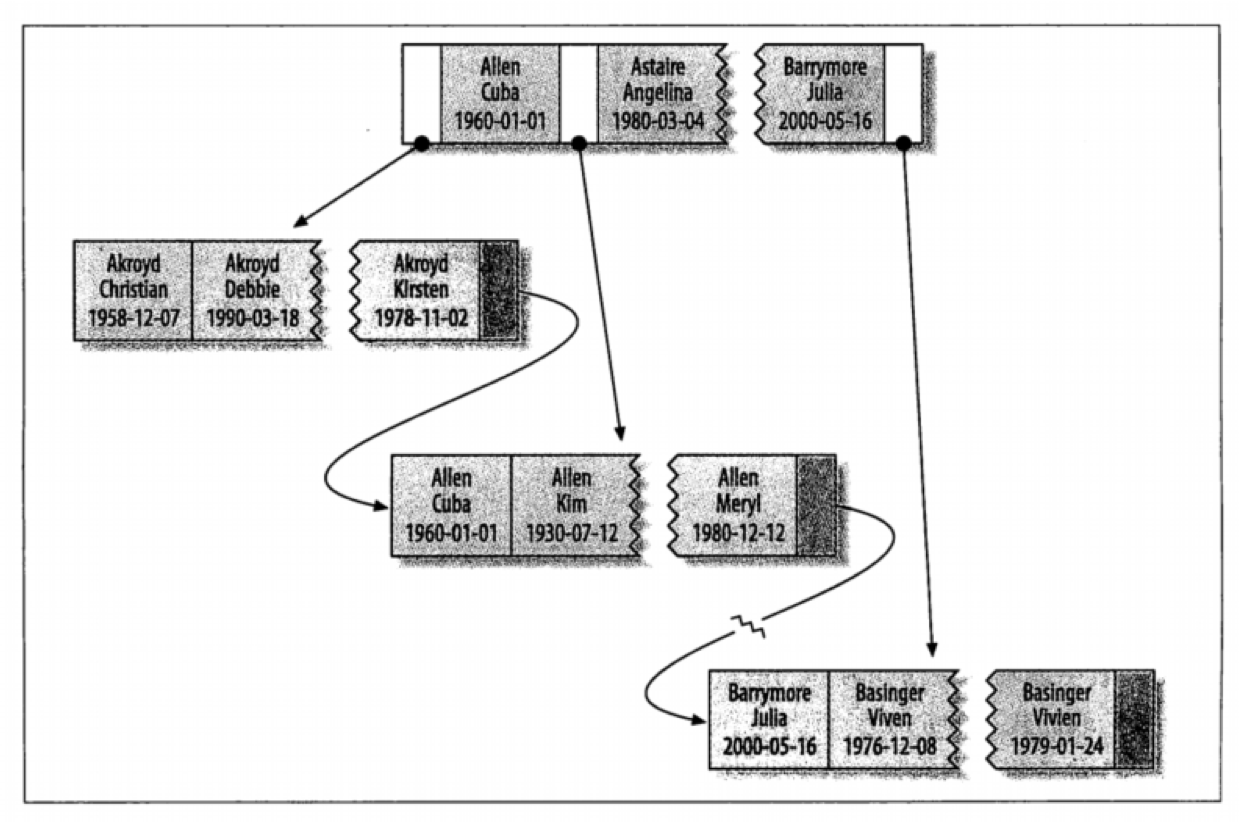 Allen
Cuba
1960-01-01
Astaire
Angelina
1980-03-04
Barrymore
Julia
2000-05-16
Akroyd
Christian
1958-12-07
Akroyd
Debbie
1990-03-18
Akroyd
Kirsten
1978-11-02
Allen
Cuba
1960-01-01
Allen
Kim
1930-07-12
Allen
Meryl
1980-12-12
Barrymore
Julia
2000-05-16
Basinger
Viven
1976-12-08
Basinger
Vivien
1979-01-24